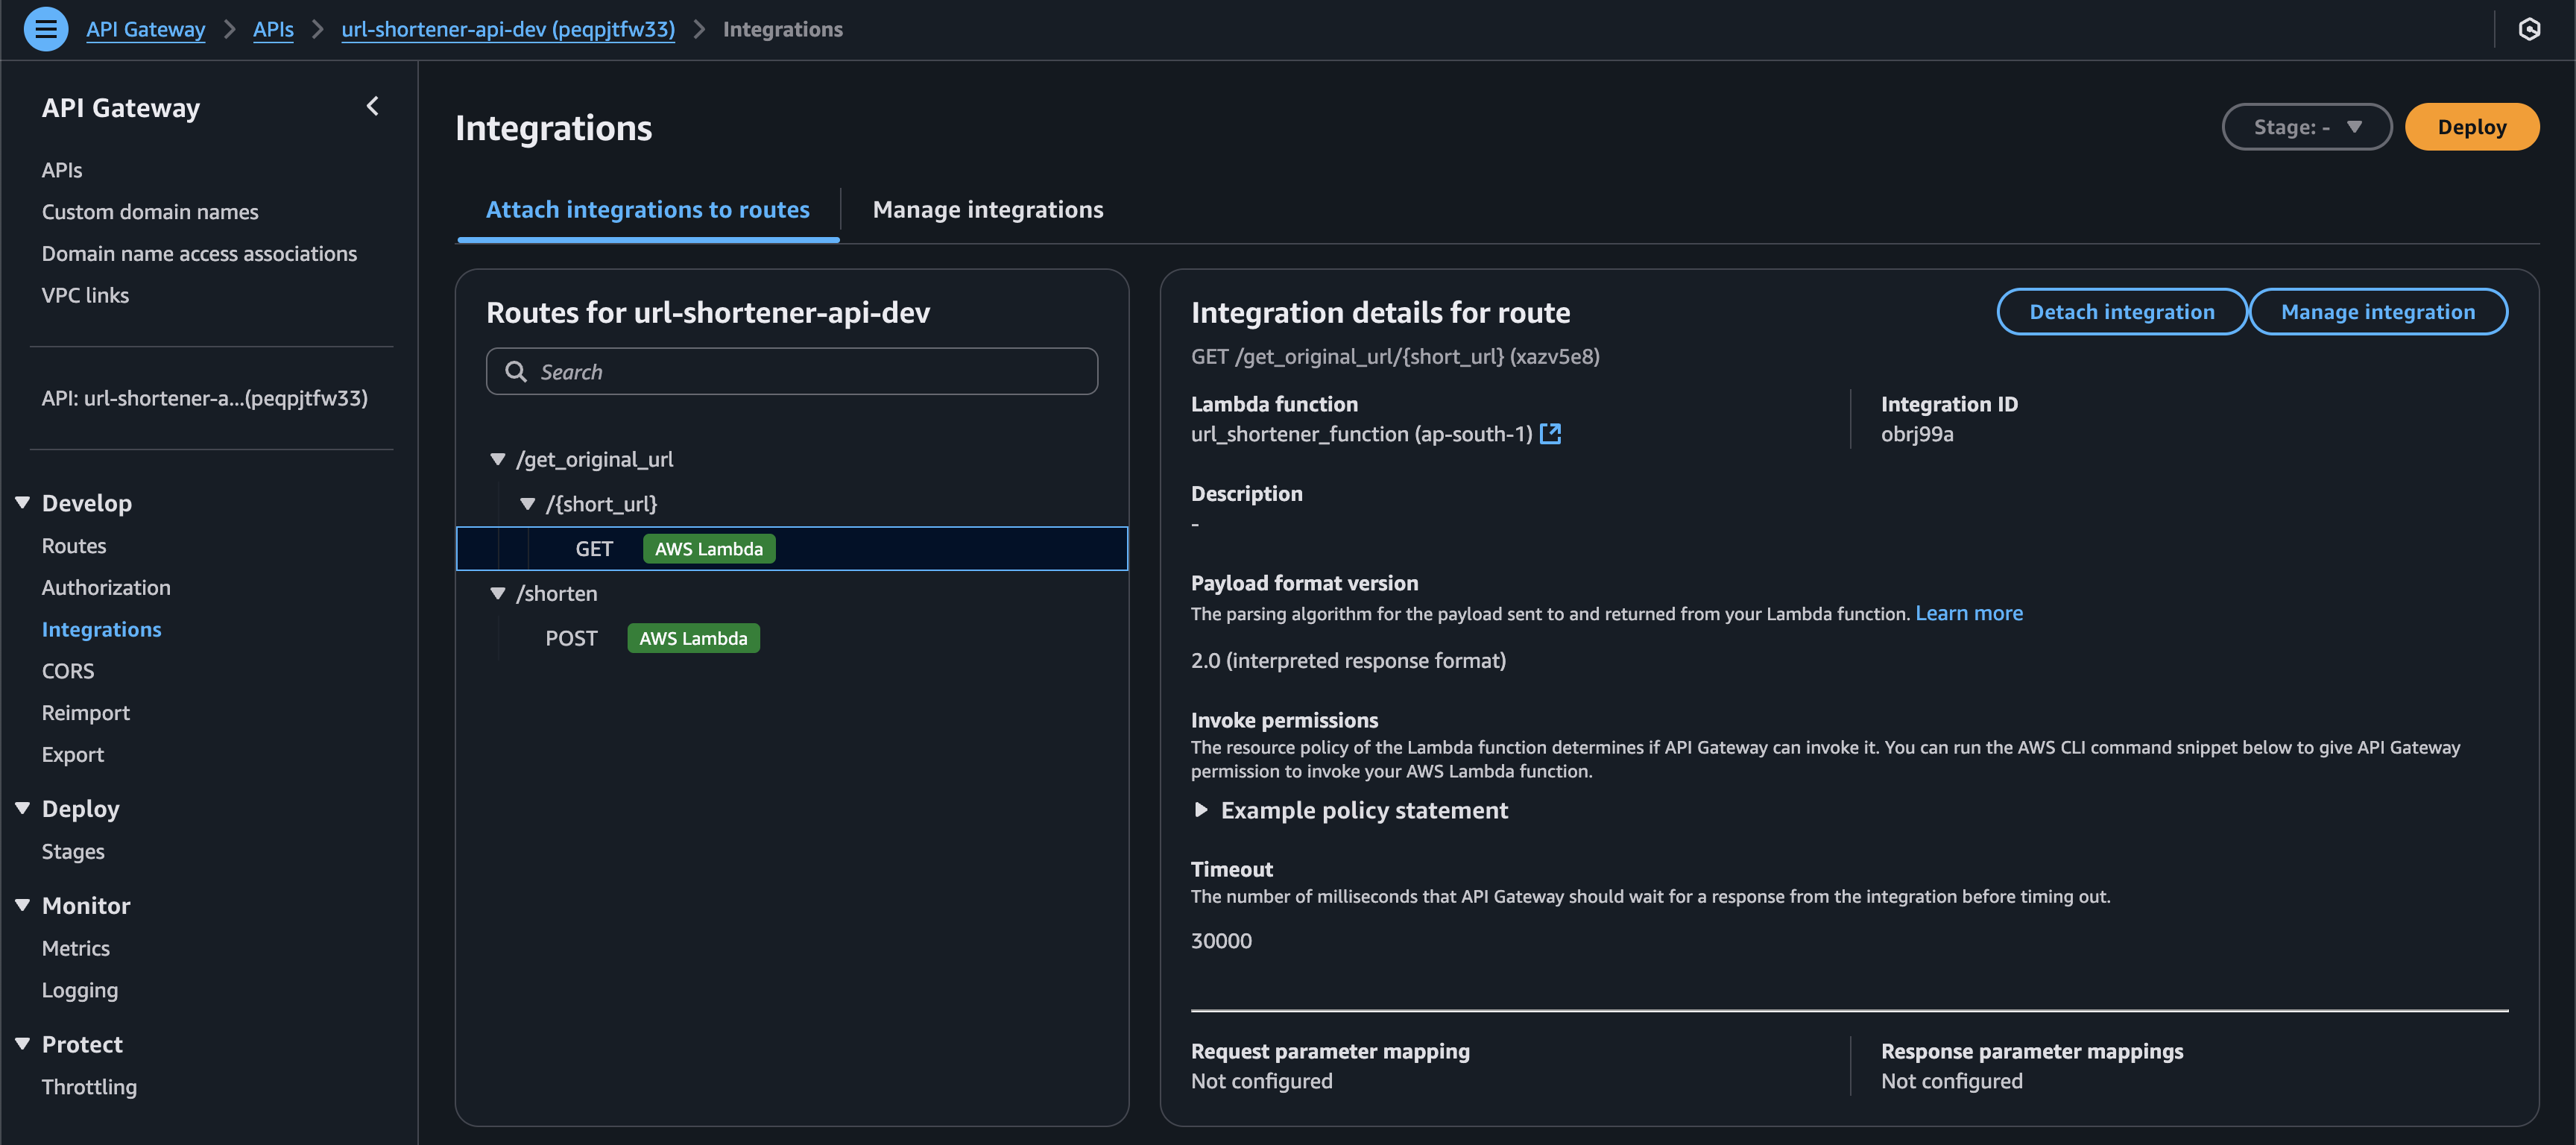 API Gateway > APIs > url-shortener-api-dev (peqpjtfw33) > Integrations
API Gateway
APIs
Custom domain names
Domain name access associations
VPC links
API: url-shortener-a...(peqpjtfw33)
Develop
Routes
Authorization
Integrations
CORS
Reimport
Export
Deploy
Stages
Monitor
Metrics
Logging
Protect
Throttling
Integrations
Stage: -
Deploy
Attach integrations to routes
Manage integrations
Routes for url-shortener-api-dev
Search
/get_original_url
/{short_url}
GET AWS Lambda
/shorten
POST AWS Lambda
Integration details for route
Detach integration
Manage integration
GET /get_original_url/{short_url} (xazv5e8)
Lambda function
url_shortener_function (ap-south-1)
Integration ID
obrj99a
Description
-
Payload format version
The parsing algorithm for the payload sent to and returned from your Lambda function. Learn more
2.0 (interpreted response format)
Invoke permissions
The resource policy of the Lambda function determines if API Gateway can invoke it. You can run the AWS CLI command snippet below to give API Gateway
permission to invoke your AWS Lambda function.
Example policy statement
Timeout
The number of milliseconds that API Gateway should wait for a response from the integration before timing out.
30000
Request parameter mapping
Not configured
Response parameter mappings
Not configured